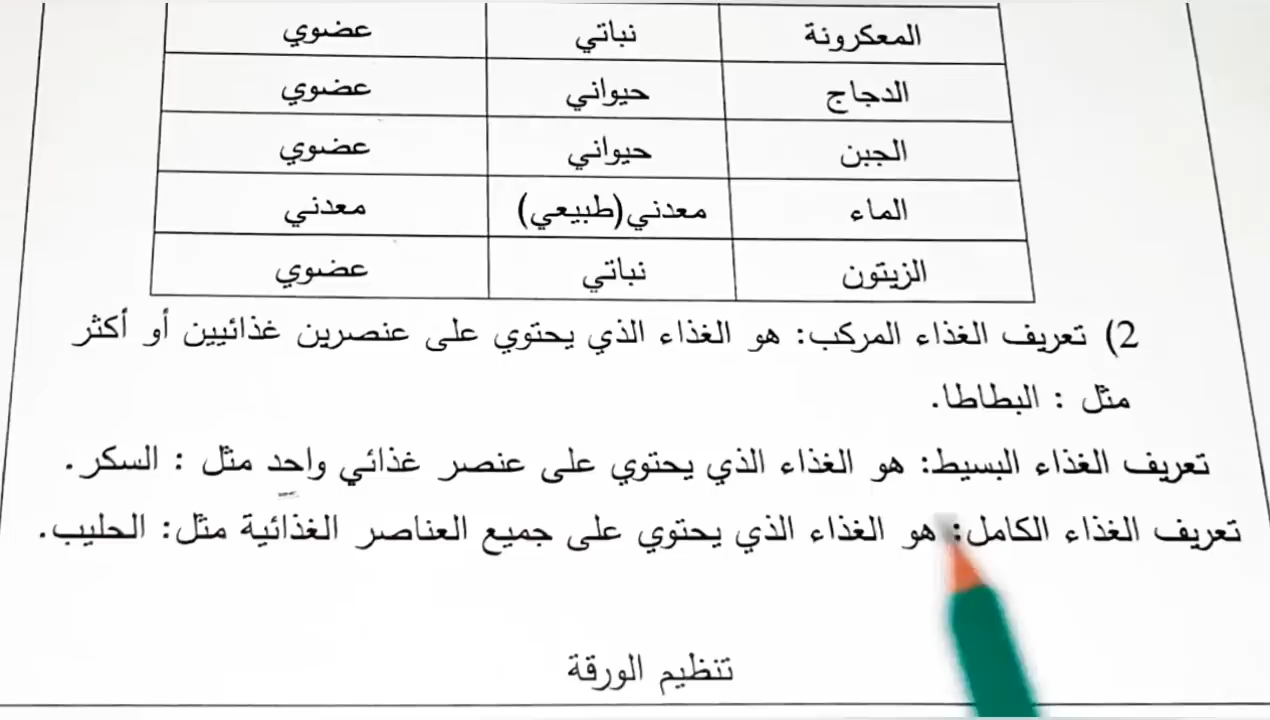 المعكرونة نباتي عضوي
الدجاج حيواني عضوي
الجبن حيواني عضوي
الماء معدني(طبيعي) معدني
الزيتون نباتي عضوي
2) تعريف الغذاء المركب: هو الغذاء الذي يحتوي على عنصرين غذائيين أو أكثر
مثل : البطاطا.
تعريف الغذاء البسيط: هو الغذاء الذي يحتوي على عنصر غذائي واحد مثل : السكر.
تعريف الغذاء الكامل: هو الغذاء الذي يحتوي على جميع العناصر الغذائية مثل: الحليب.
تنظيم الورقة